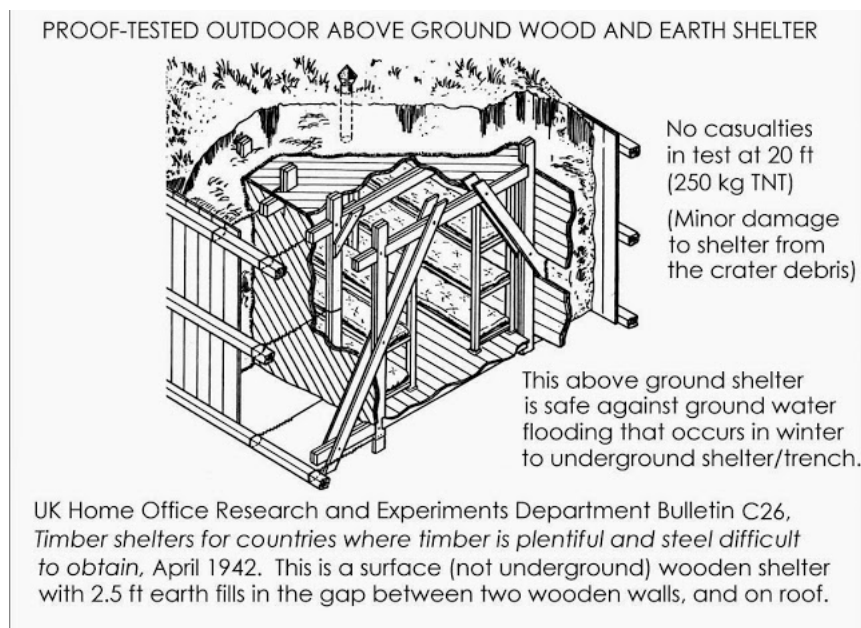 PROOF-TESTED OUTDOOR ABOVE GROUND WOOD AND EARTH SHELTER
No casualties
in test at 20 ft
(250 kg TNT)
(Minor damage
to shelter from
the crater debris)
This above ground shelter
is safe against ground water
flooding that occurs in winter
to underground shelter/trench.
UK Home Office Research and Experiments Department Bulletin C26,
Timber shelters for countries where timber is plentiful and steel difficult
to obtain, April 1942.  This is a surface (not underground) wooden shelter
with 2.5 ft earth fills in the gap between two wooden walls, and on roof.